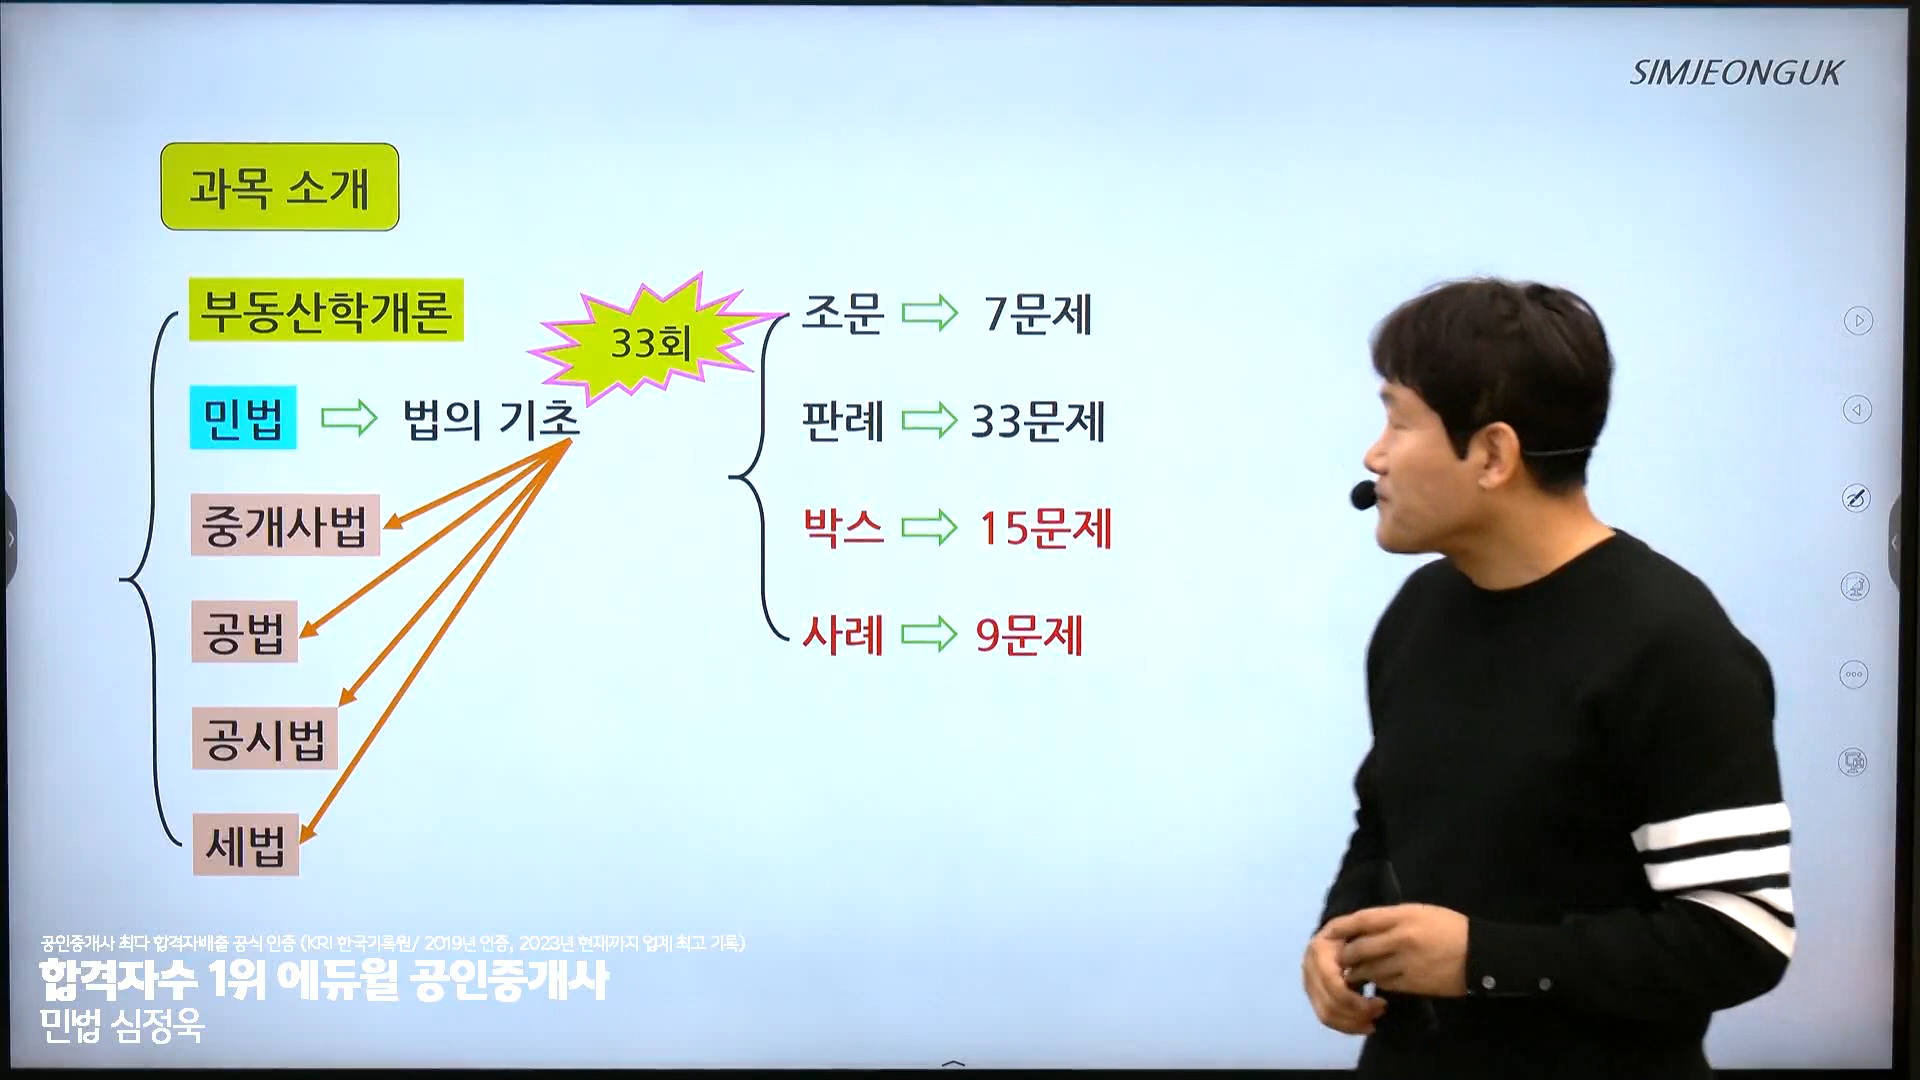 SIMJEONGUK
과목 소개
부동산학개론
민법 ⇨ 법의 기초
중개사법
공법
공시법
세법
33회
조문 ⇨ 7문제
판례 ⇨ 33문제
박스 ⇨ 15문제
사례 ⇨ 9문제
공인중개사 최다 합격자배출 공식 인증 (KRI 한국기록원/ 2019년 인증, 2023년 현재까지 업계 최고 기록)
합격자수 1위 에듀윌 공인중개사
민법 심정욱